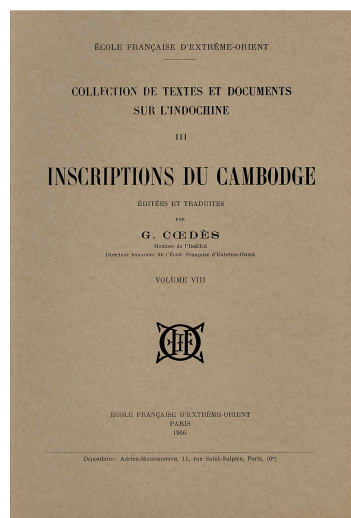 ÉCOLE FRANÇAISE D'EXTRÊME-ORIENT
COLLECTION DE TEXTES ET DOCUMENTS
SUR L'INDOCHINE
III
INSCRIPTIONS DU CAMBODGE
ÉDITÉES ET TRADUITES
PAR
G. CŒDÈS
Membre de l'Institut
Directeur honoraire de l'École Française d'Extrême-Orient
VOLUME VIII
ÉCOLE FRANÇAISE D'EXTRÊME-ORIENT
PARIS
1966
Dépositaire: Adrien-Maisonneuve, 11, rue Saint-Sulpice, Paris, (6e)